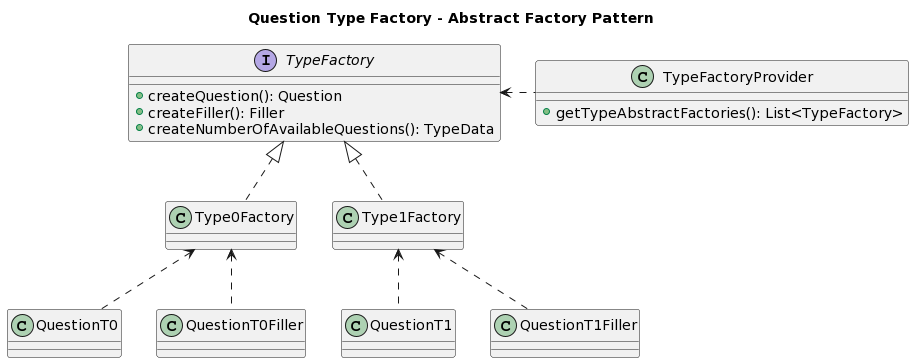 Question Type Factory - Abstract Factory Pattern
I TypeFactory
createQuestion(): Question
createFiller(): Filler
createNumberOfAvailableQuestions(): TypeData
C TypeFactoryProvider
getTypeAbstractFactories(): List<TypeFactory>
C Type0Factory
C Type1Factory
C QuestionT0
C QuestionT0Filler
C QuestionT1
C QuestionT1Filler